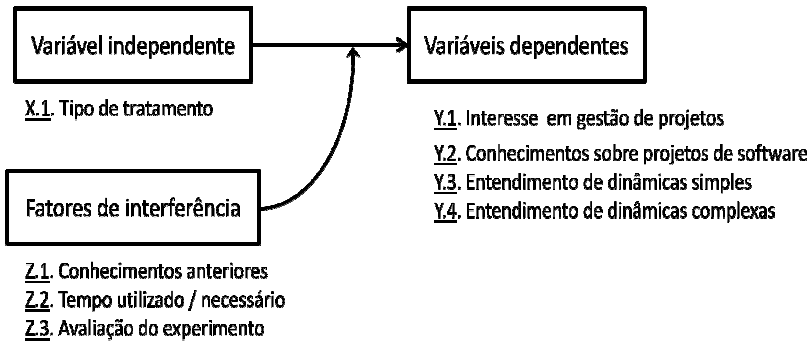 Variável independente
X.1. Tipo de tratamento
Variáveis dependentes
Y.1. Interesse em gestão de projetos
Y.2. Conhecimentos sobre projetos de software
Y.3. Entendimento de dinâmicas simples
Y.4. Entendimento de dinâmicas complexas
Fatores de interferência
Z.1. Conhecimentos anteriores
Z.2. Tempo utilizado / necessário
Z.3. Avaliação do experimento